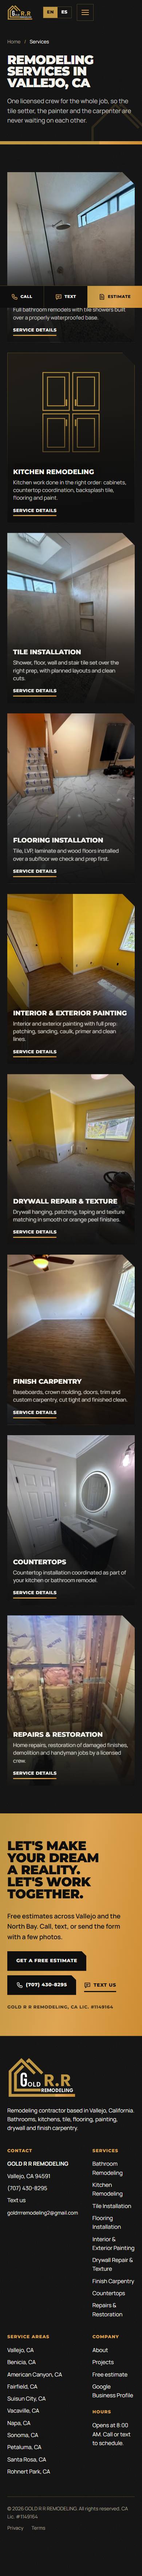 GOLD R.R
REMODELING
EN ES
Home / Services
REMODELING
SERVICES IN
VALLEJO, CA
One licensed crew for the whole job, so the
tile setter, the painter and the carpenter are
never waiting on each other.
CALL TEXT ESTIMATE
Full bathroom remodels with tile showers built
over a properly waterproofed base.
SERVICE DETAILS
KITCHEN REMODELING
Kitchen work done in the right order: cabinets,
countertop coordination, backsplash tile,
flooring and paint.
SERVICE DETAILS
TILE INSTALLATION
Shower, floor, wall and stair tile set over the
right prep, with planned layouts and clean
cuts.
SERVICE DETAILS
FLOORING INSTALLATION
Tile, LVP, laminate and wood floors installed
over a subfloor we check and prep first.
SERVICE DETAILS
INTERIOR & EXTERIOR PAINTING
Interior and exterior painting with full prep:
patching, sanding, caulk, primer and clean
lines.
SERVICE DETAILS
DRYWALL REPAIR & TEXTURE
Drywall hanging, patching, taping and texture
matching in smooth or orange peel finishes.
SERVICE DETAILS
FINISH CARPENTRY
Baseboards, crown molding, doors, trim and
custom carpentry, cut tight and finished clean.
SERVICE DETAILS
COUNTERTOPS
Countertop installation coordinated as part of
your kitchen or bathroom remodel.
SERVICE DETAILS
REPAIRS & RESTORATION
Home repairs, restoration of damaged finishes,
demolition and handyman jobs by a licensed
crew.
SERVICE DETAILS
LET'S MAKE
YOUR DREAM
A REALITY.
LET'S WORK
TOGETHER.
Free estimates across Vallejo and the
North Bay. Call, text, or send the form
with a few photos.
GET A FREE ESTIMATE
(707) 430-8295 TEXT US
GOLD R R REMODELING, CA LIC. #1149164
GOLD R.R
REMODELING
Remodeling contractor based in Vallejo, California.
Bathrooms, kitchens, tile, flooring, painting,
drywall and finish carpentry.
CONTACT
GOLD R R REMODELING
Vallejo, CA 94591
(707) 430-8295
Text us
goldrrremodeling2@gmail.com
SERVICES
Bathroom
Remodeling
Kitchen
Remodeling
Tile Installation
Flooring
Installation
Interior &
Exterior Painting
Drywall Repair &
Texture
Finish Carpentry
Countertops
Repairs &
Restoration
SERVICE AREAS
Vallejo, CA
Benicia, CA
American Canyon, CA
Fairfield, CA
Suisun City, CA
Vacaville, CA
Napa, CA
Sonoma, CA
Petaluma, CA
Santa Rosa, CA
Rohnert Park, CA
COMPANY
About
Projects
Free estimate
Google
Business Profile
HOURS
Opens at 8:00
AM. Call or text
to schedule.
© 2026 GOLD R R REMODELING. All rights reserved. CA
Lic. #1149164
Privacy Terms